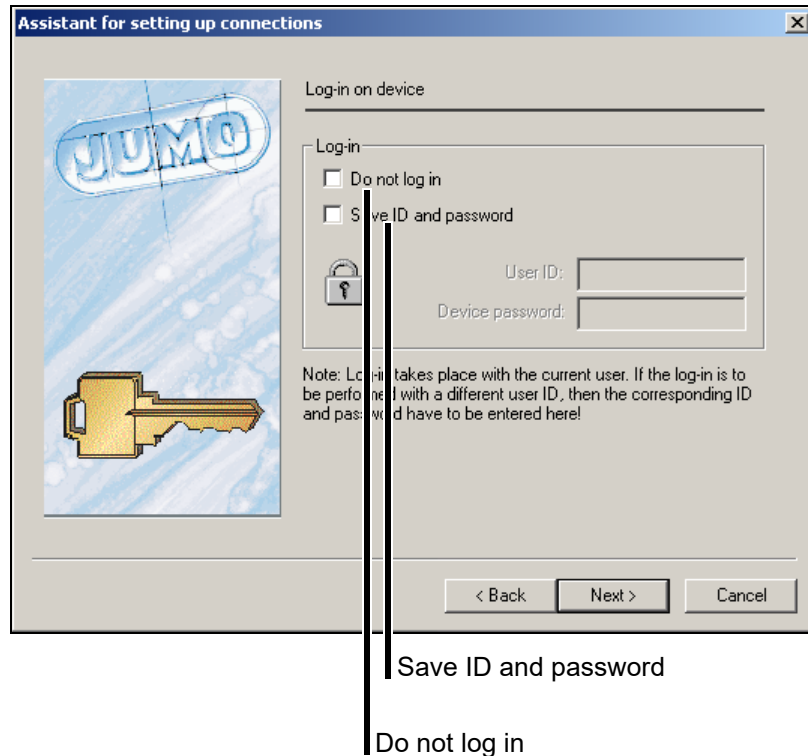 Assistant for setting up connections
JUMO
Log-in on device
Log-in
Do not log in
Save ID and password
User ID:
Device password:
Note: Log-in takes place with the current user. If the log-in is to
be performed with a different user ID, then the corresponding ID
and password have to be entered here!
< Back
Next >
Cancel
Save ID and password
Do not log in